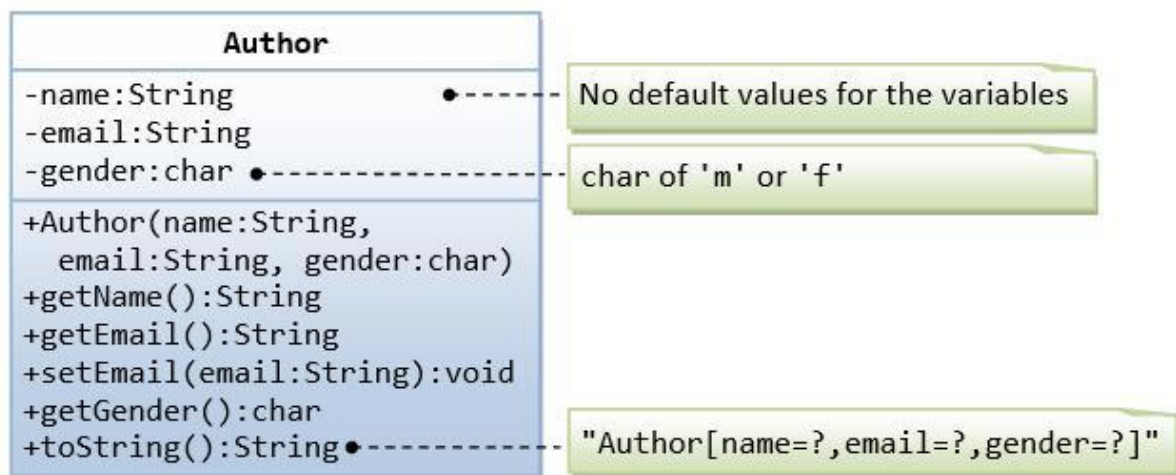 Author
-name:String
No default values for the variables
-email:String
-gender:char
char of 'm' or 'f'
+Author(name:String,
email:String, gender:char)
+getName():String
+getEmail():String
+setEmail(email:String):void
+getGender():char
+toString():String
"Author[name=?,email=?,gender=?]"